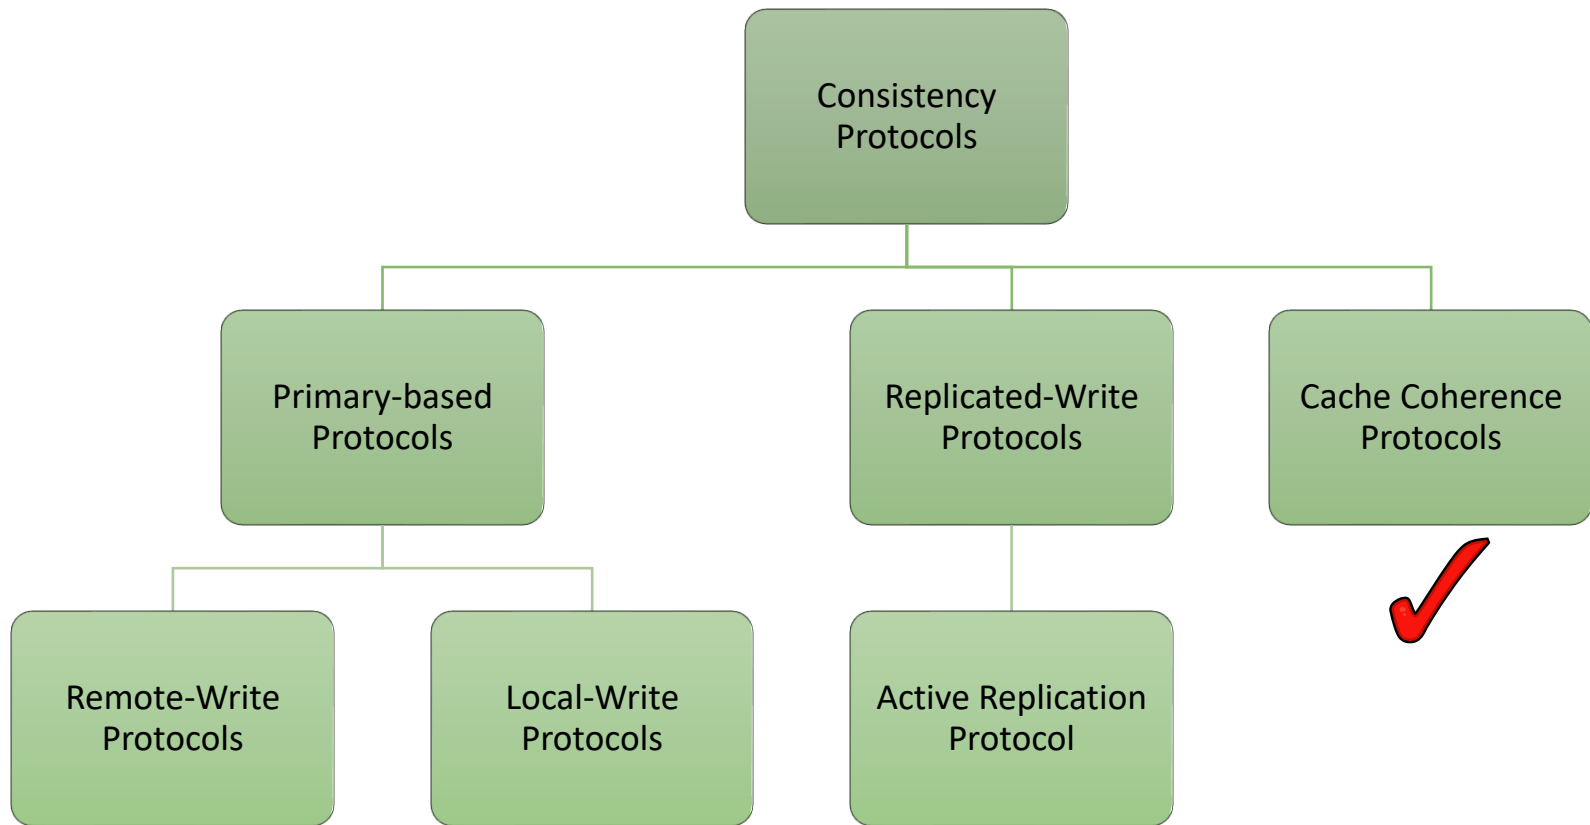 Consistency
Protocols
Primary-based
Protocols
Replicated-Write
Protocols
Cache Coherence
Protocols
Remote-Write
Protocols
Local-Write
Protocols
Active Replication
Protocol